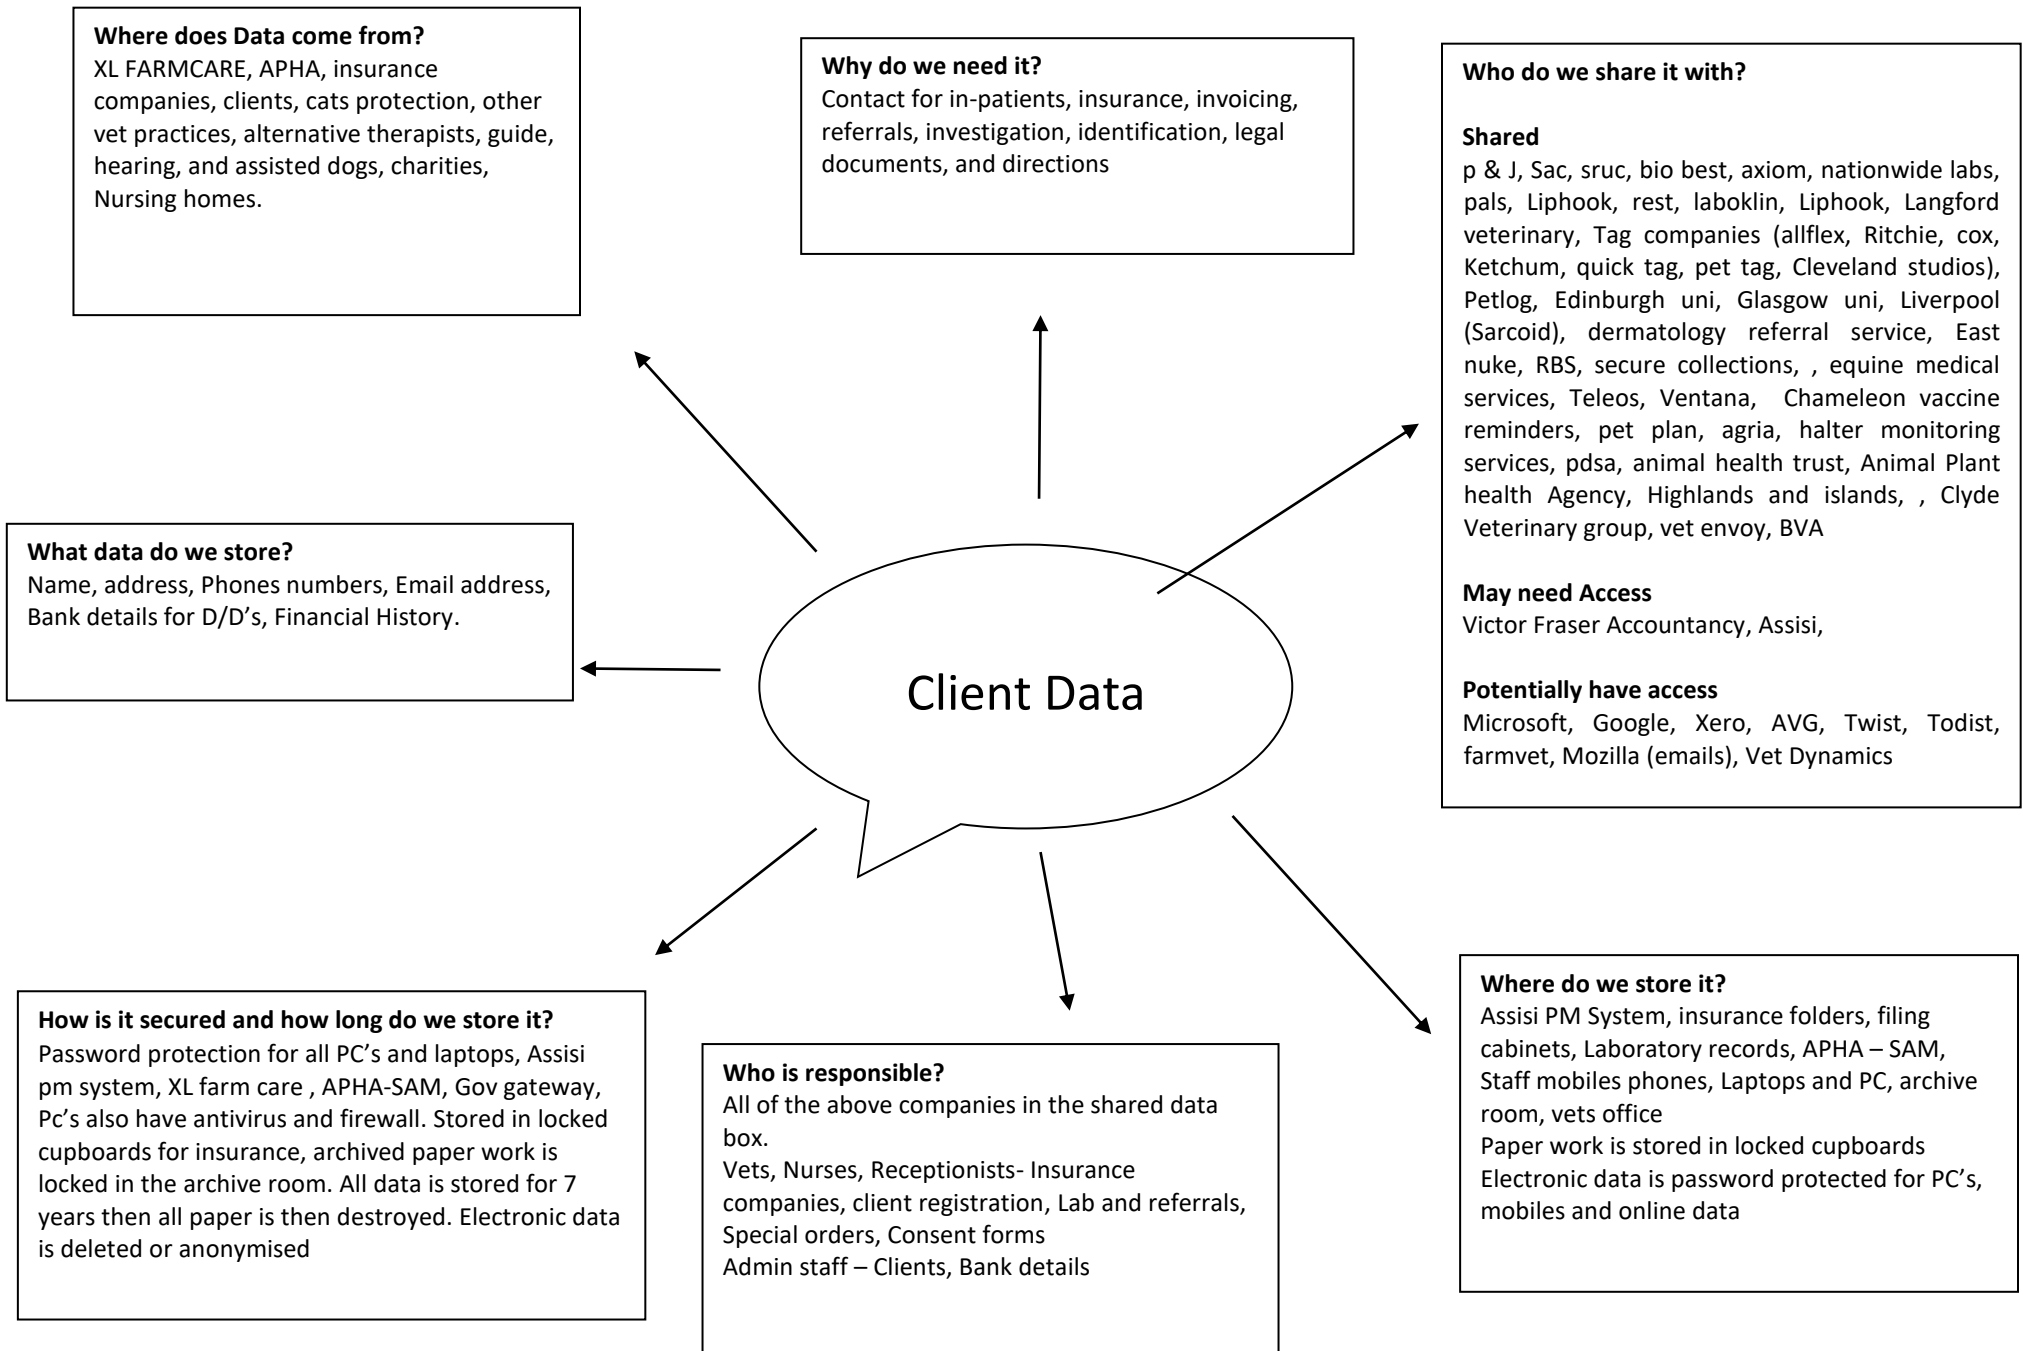 Where does Data come from?
XL FARMCARE, APHA, insurance
companies, clients, cats protection, other
vet practices, alternative therapists, guide,
hearing, and assisted dogs, charities,
Nursing homes.
Why do we need it?
Contact for in-patients, insurance, invoicing,
referrals, investigation, identification, legal
documents, and directions
Who do we share it with?
Shared
p & J, Sac, sruc, bio best, axiom, nationwide labs,
pals, Liphook, rest, laboklin, Liphook, Langford
veterinary, Tag companies (allflex, Ritchie, cox,
Ketchum, quick tag, pet tag, Cleveland studios),
Petlog, Edinburgh uni, Glasgow uni, Liverpool
(Sarcoid), dermatology referral service, East
nuke, RBS, secure collections, , equine medical
services, Teleos, Ventana, Chameleon vaccine
reminders, pet plan, agria, halter monitoring
services, pdsa, animal health trust, Animal Plant
health Agency, Highlands and islands, , Clyde
Veterinary group, vet envoy, BVA
May need Access
Victor Fraser Accountancy, Assisi,
Potentially have access
Microsoft, Google, Xero, AVG, Twist, Todist,
farmvet, Mozilla (emails), Vet Dynamics
What data do we store?
Name, address, Phones numbers, Email address,
Bank details for D/D's, Financial History.
Client Data
How is it secured and how long do we store it?
Password protection for all PC's and laptops, Assisi
pm system, XL farm care , APHA-SAM, Gov gateway,
Pc's also have antivirus and firewall. Stored in locked
cupboards for insurance, archived paper work is
locked in the archive room. All data is stored for 7
years then all paper is then destroyed. Electronic data
is deleted or anonymised
Who is responsible?
All of the above companies in the shared data
box.
Vets, Nurses, Receptionists- Insurance
companies, client registration, Lab and referrals,
Special orders, Consent forms
Admin staff – Clients, Bank details
Where do we store it?
Assisi PM System, insurance folders, filing
cabinets, Laboratory records, APHA – SAM,
Staff mobiles phones, Laptops and PC, archive
room, vets office
Paper work is stored in locked cupboards
Electronic data is password protected for PC's,
mobiles and online data